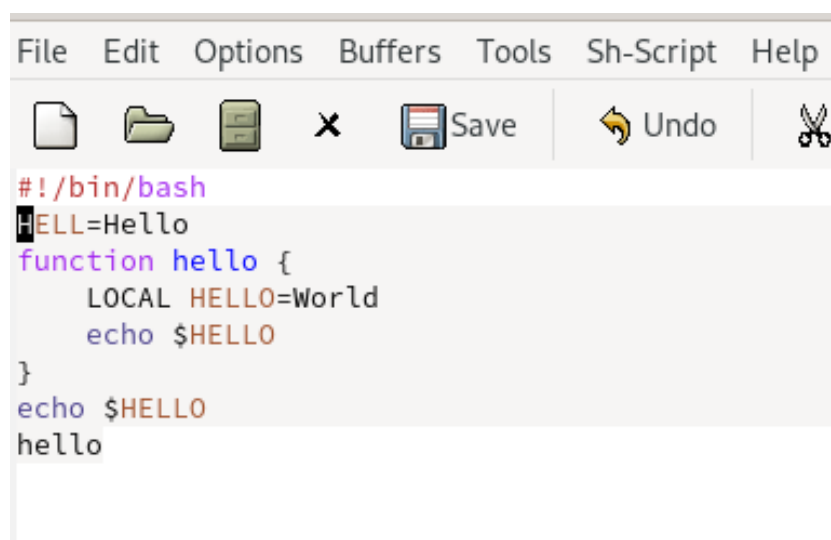 File Edit Options Buffers Tools Sh-Script Help
Save Undo
#!/bin/bash
HELL=Hello
function hello {
    LOCAL HELLO=World
    echo $HELLO
}
echo $HELLO
hello